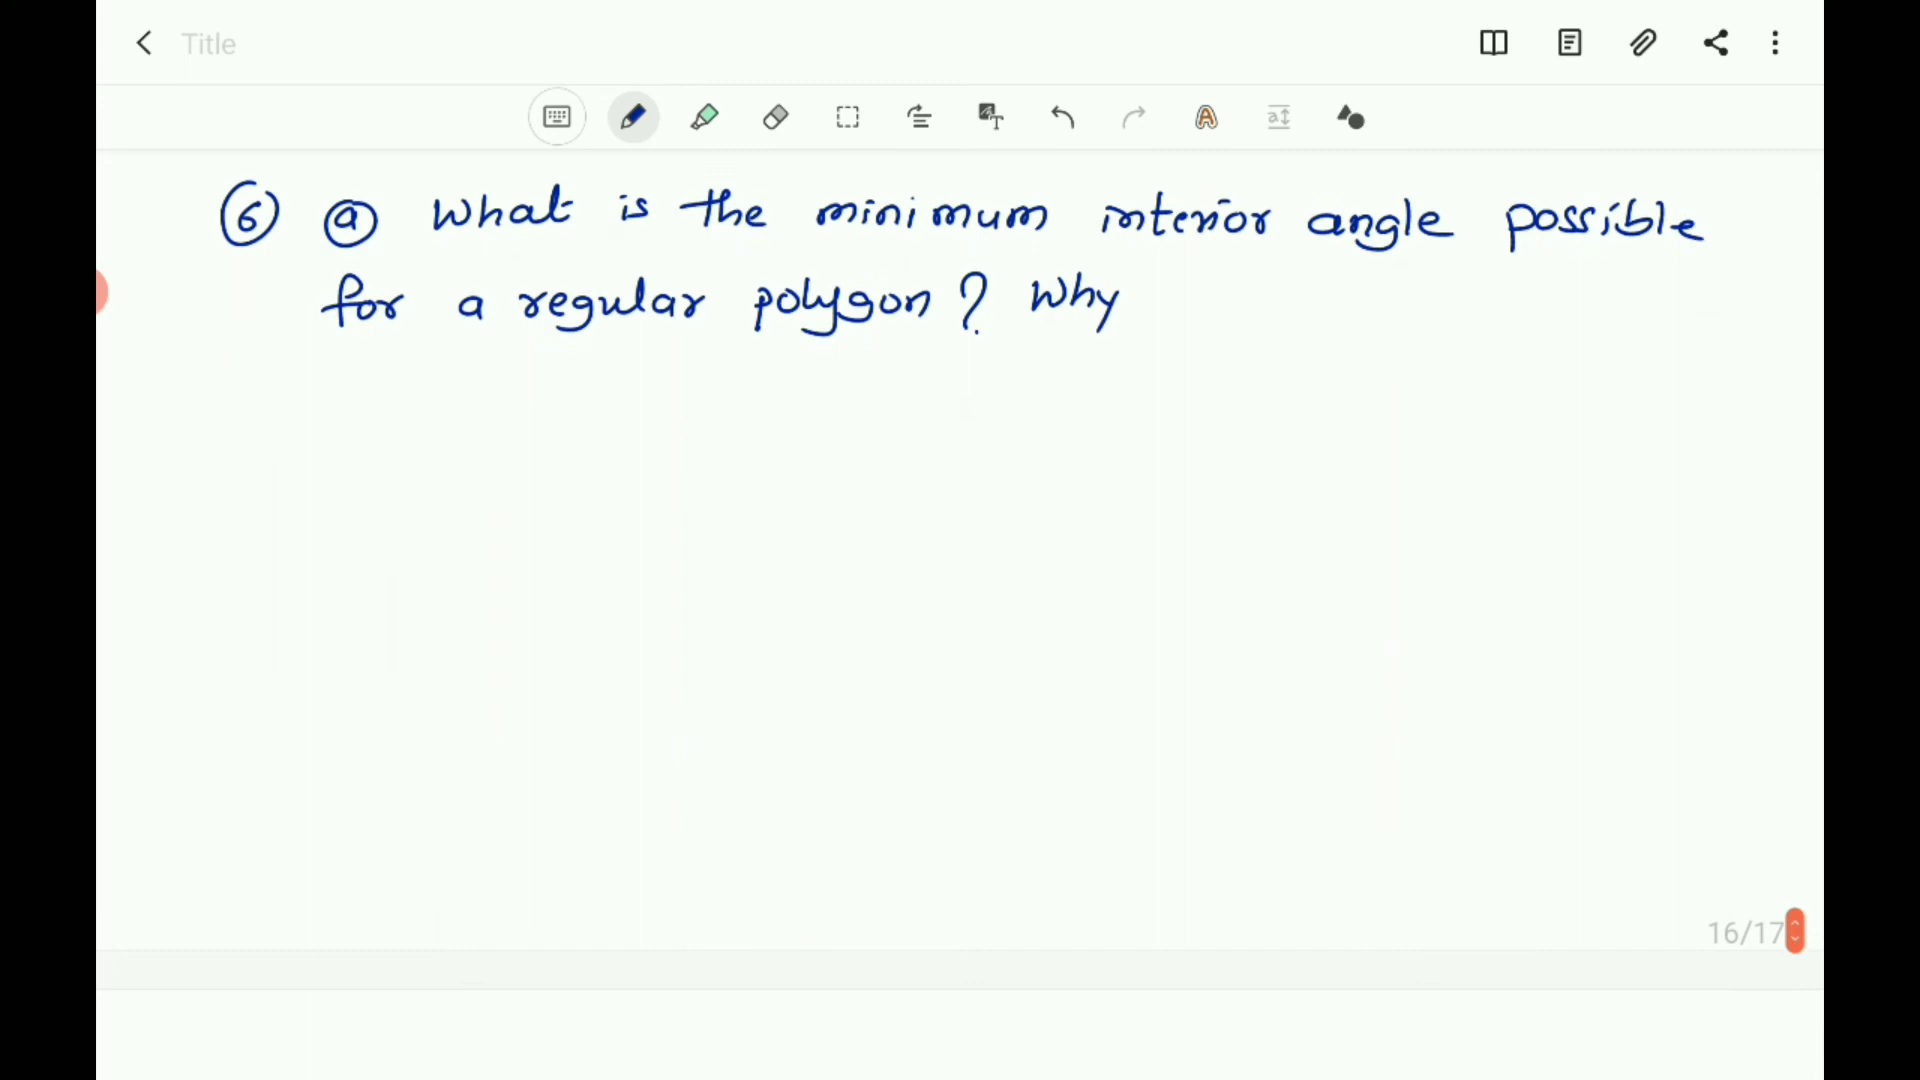 Title
⑥ ⓐ What is the minimum interior angle possible
for a regular polygon? Why
16/17